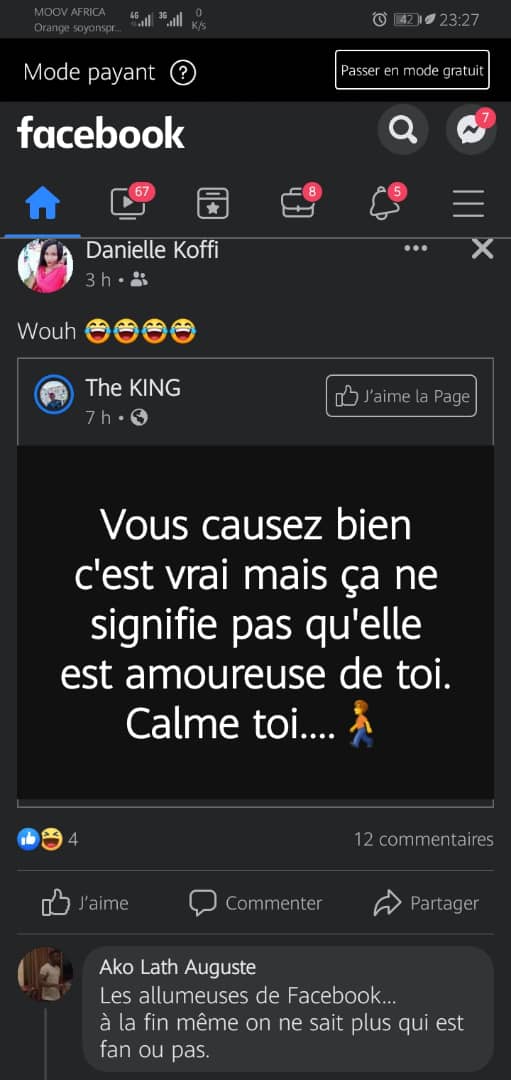 MOOV AFRICA
Orange soyonspr...
4G
3G
0
K/s
42
23:27
Mode payant ?
Passer en mode gratuit
facebook
7
67
8
5
Danielle Koffi
3 h •
Wouh 😂😂😂😂
The KING
7 h •
J'aime la Page
Vous causez bien
c'est vrai mais ça ne
signifie pas qu'elle
est amoureuse de toi.
Calme toi....🚶
4
12 commentaires
J'aime
Commenter
Partager
Ako Lath Auguste
Les allumeuses de Facebook...
à la fin même on ne sait plus qui est
fan ou pas.